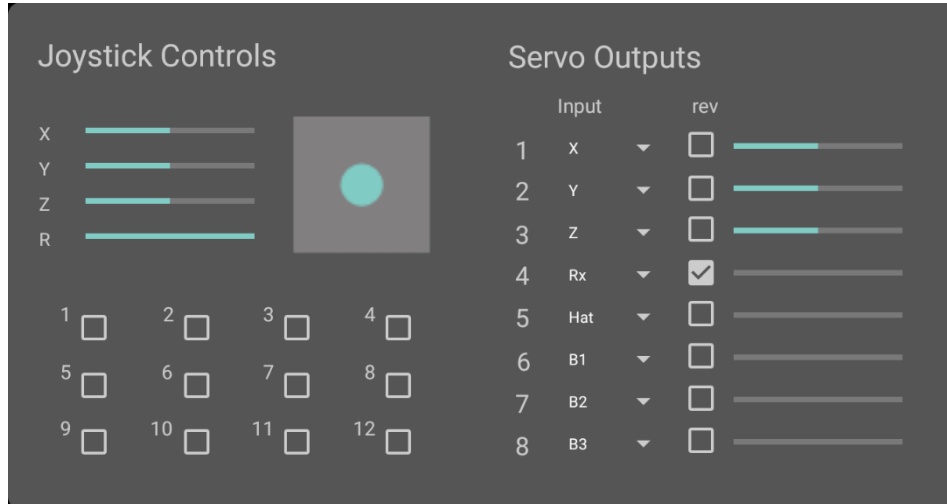 Joystick Controls
X
Y
Z
R
1 2 3 4
5 6 7 8
9 10 11 12
Servo Outputs
Input rev
1 X
2 Y
3 Z
4 Rx
5 Hat
6 B1
7 B2
8 B3